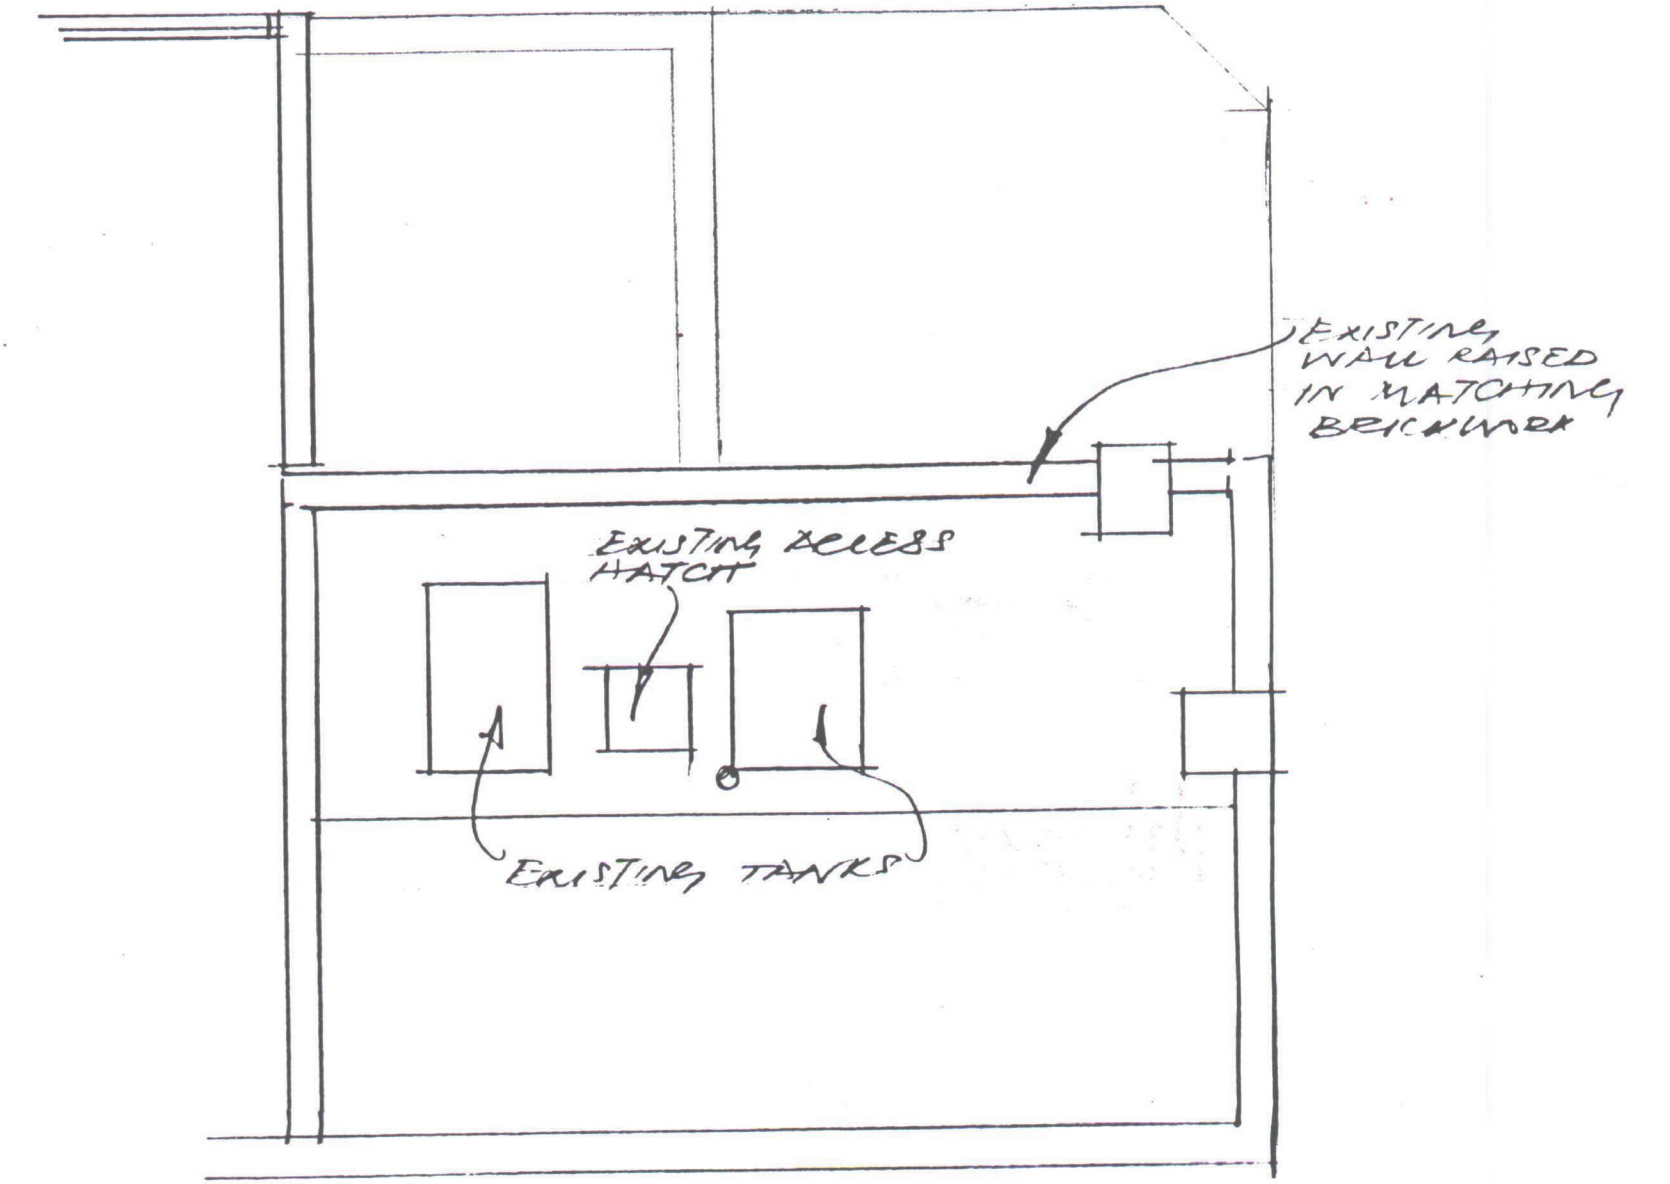 EXISTING
WALL RAISED
IN MATCHING
BRICKWORK
EXISTING ACCESS
HATCH
EXISTING TANKS